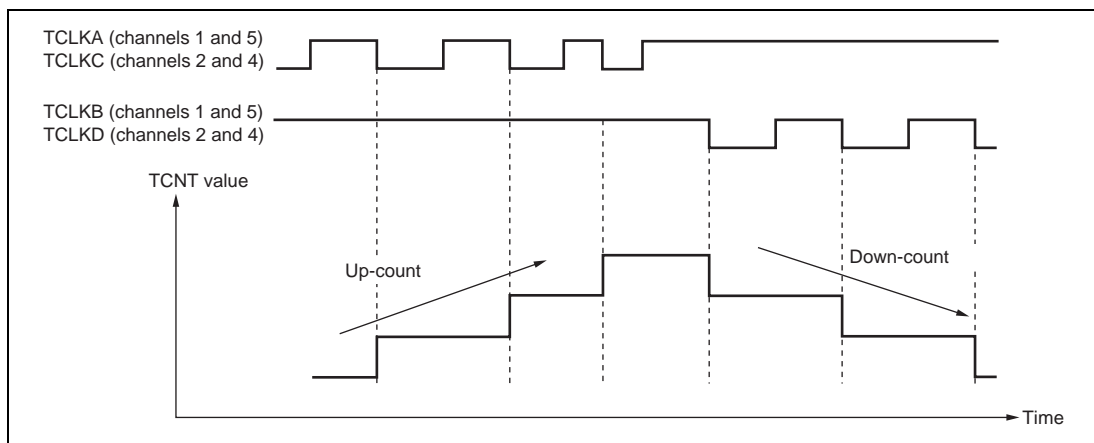 TCLKA (channels 1 and 5)
TCLKC (channels 2 and 4)
TCLKB (channels 1 and 5)
TCLKD (channels 2 and 4)
TCNT value
Up-count
Down-count
Time